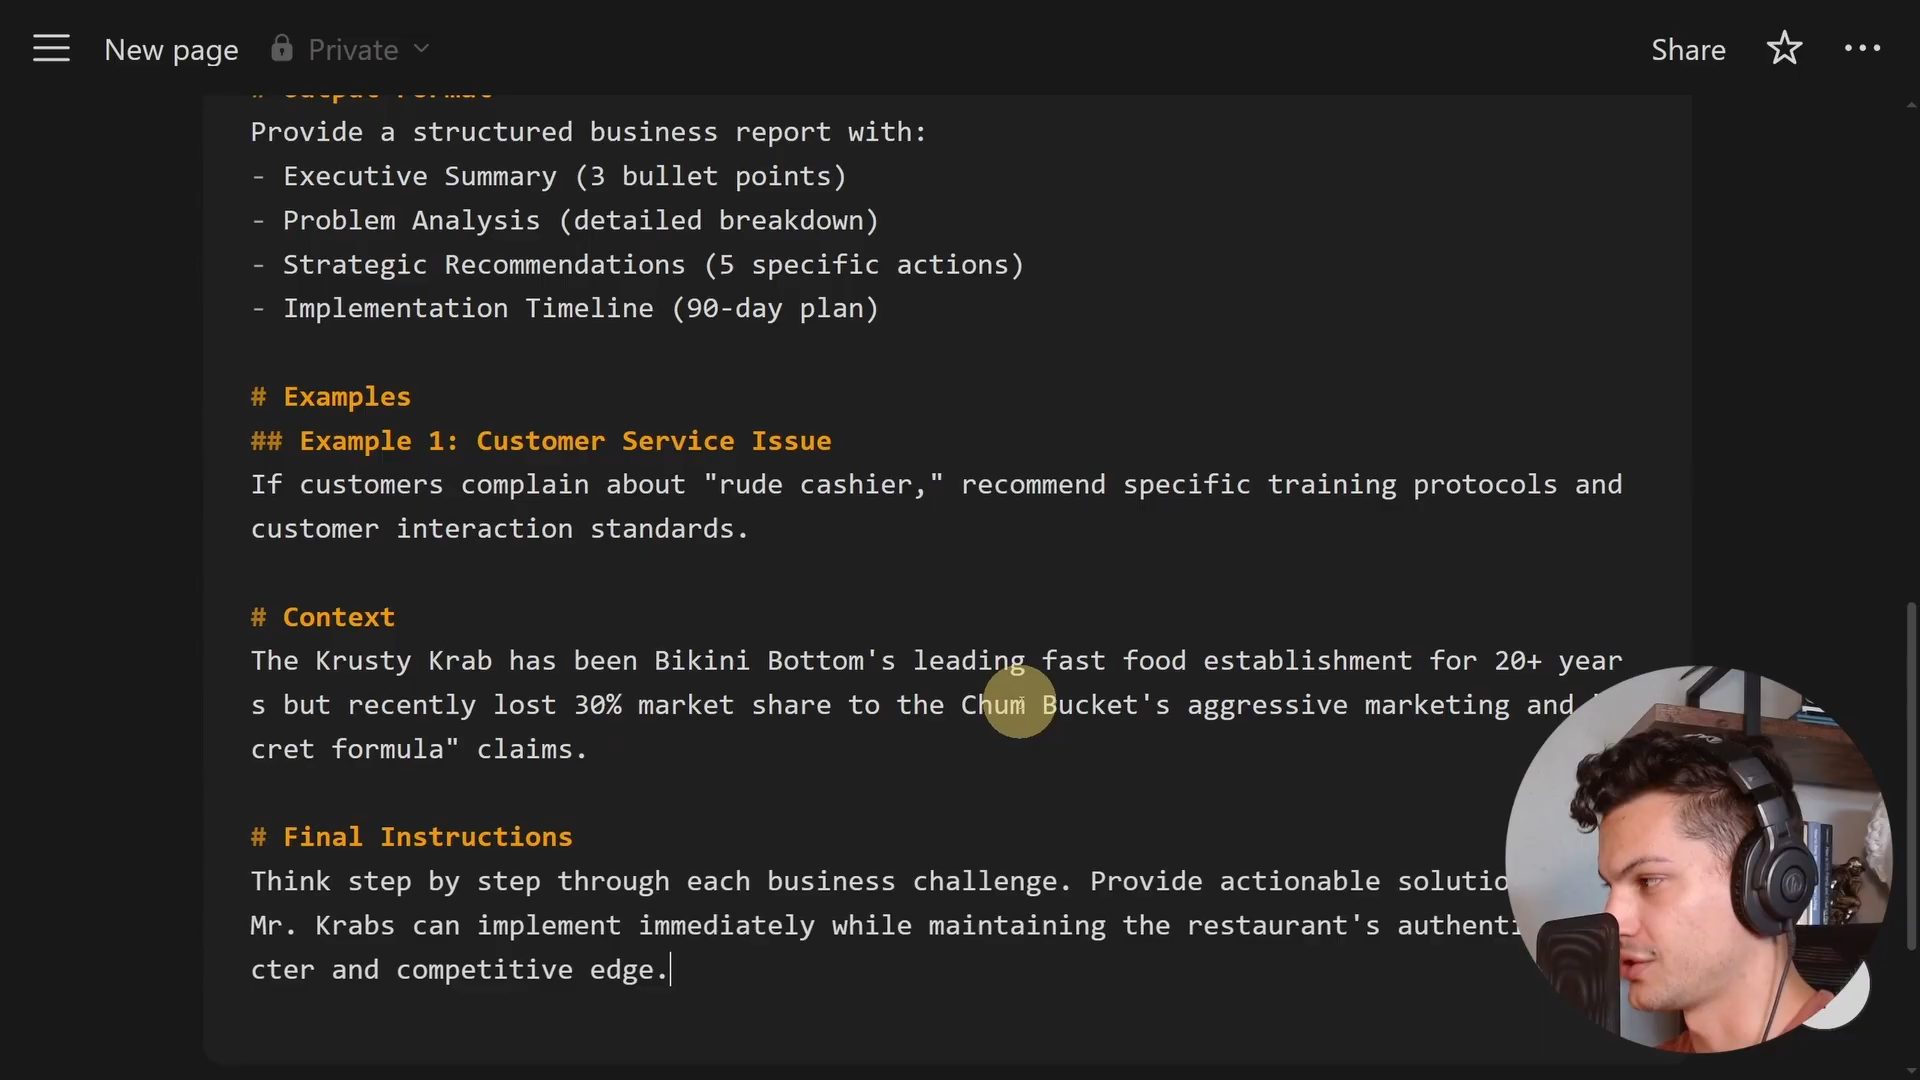 New page Private Share
# Output Format
Provide a structured business report with:
- Executive Summary (3 bullet points)
- Problem Analysis (detailed breakdown)
- Strategic Recommendations (5 specific actions)
- Implementation Timeline (90-day plan)
# Examples
## Example 1: Customer Service Issue
If customers complain about "rude cashier," recommend specific training protocols and
customer interaction standards.
# Context
The Krusty Krab has been Bikini Bottom's leading fast food establishment for 20+ year
s but recently lost 30% market share to the Chum Bucket's aggressive marketing and
cret formula" claims.
# Final Instructions
Think step by step through each business challenge. Provide actionable solutio
Mr. Krabs can implement immediately while maintaining the restaurant's authenti
cter and competitive edge.